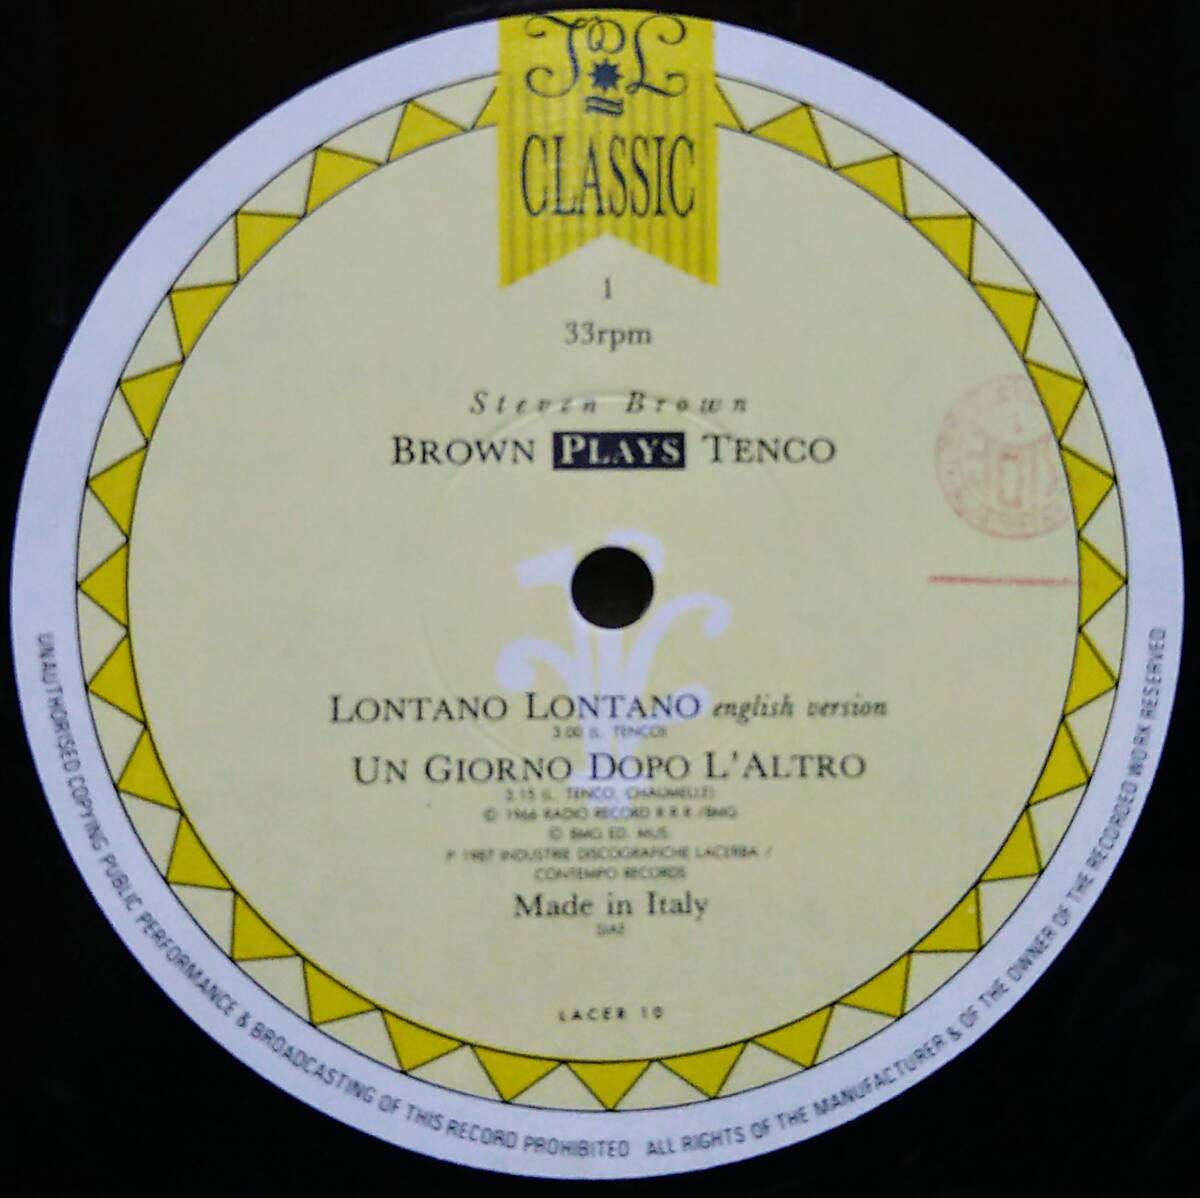 CLASSIC
1
33rpm
Steven Brown
BROWN PLAYS TENCO
LONTANO LONTANO english version
3.00 (L. TENCO)
UN GIORNO DOPO L'ALTRO
3.15 (L. TENCO, CHAUMELLE)
© 1966 RADIO RECORD R.R.R./BMG
© BMG ED. MUS.
P 1987 INDUSTRIE DISCOGRAFICHE LACERBA /
CONTEMPO RECORDS
Made in Italy
SIAE
LACER 10
UNAUTHORISED COPYING PUBLIC PERFORMANCE & BROADCASTING OF THIS RECORD PROHIBITED ALL RIGHTS OF THE MANUFACTURER & OF THE OWNER OF THE RECORDED WORK RESERVED